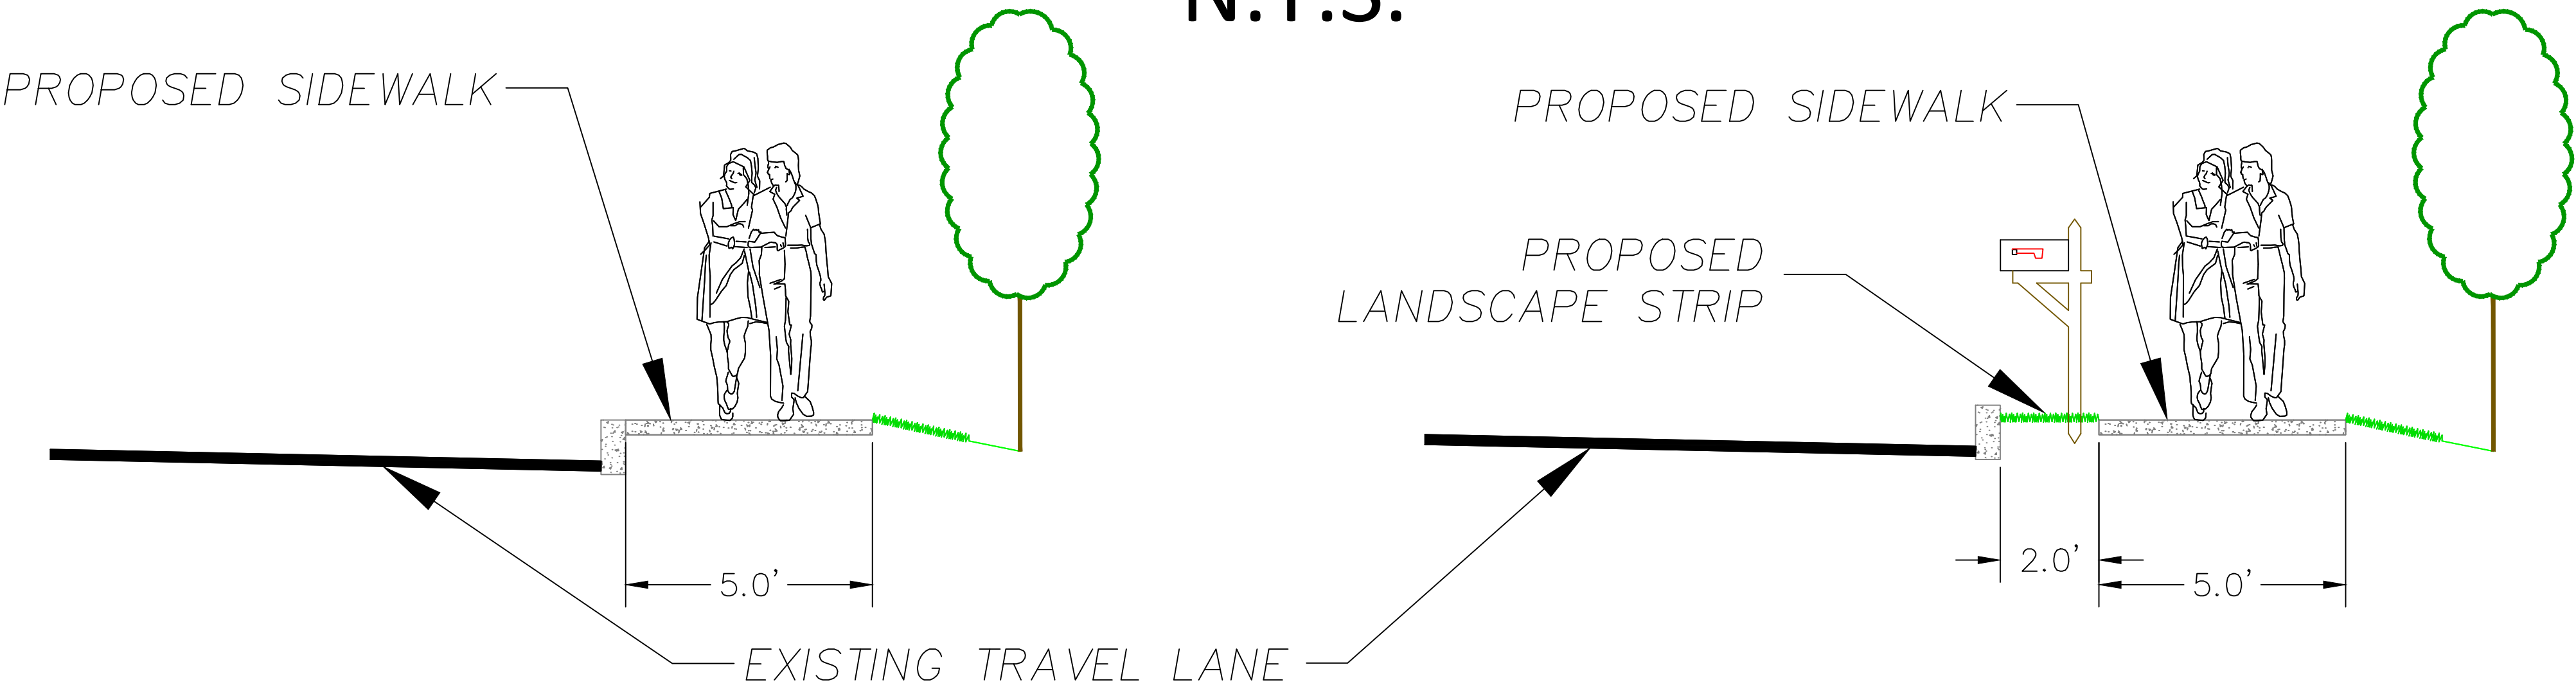 N.T.S.
PROPOSED SIDEWALK
PROPOSED SIDEWALK
PROPOSED
LANDSCAPE STRIP
2.0'
5.0'
5.0'
EXISTING TRAVEL LANE